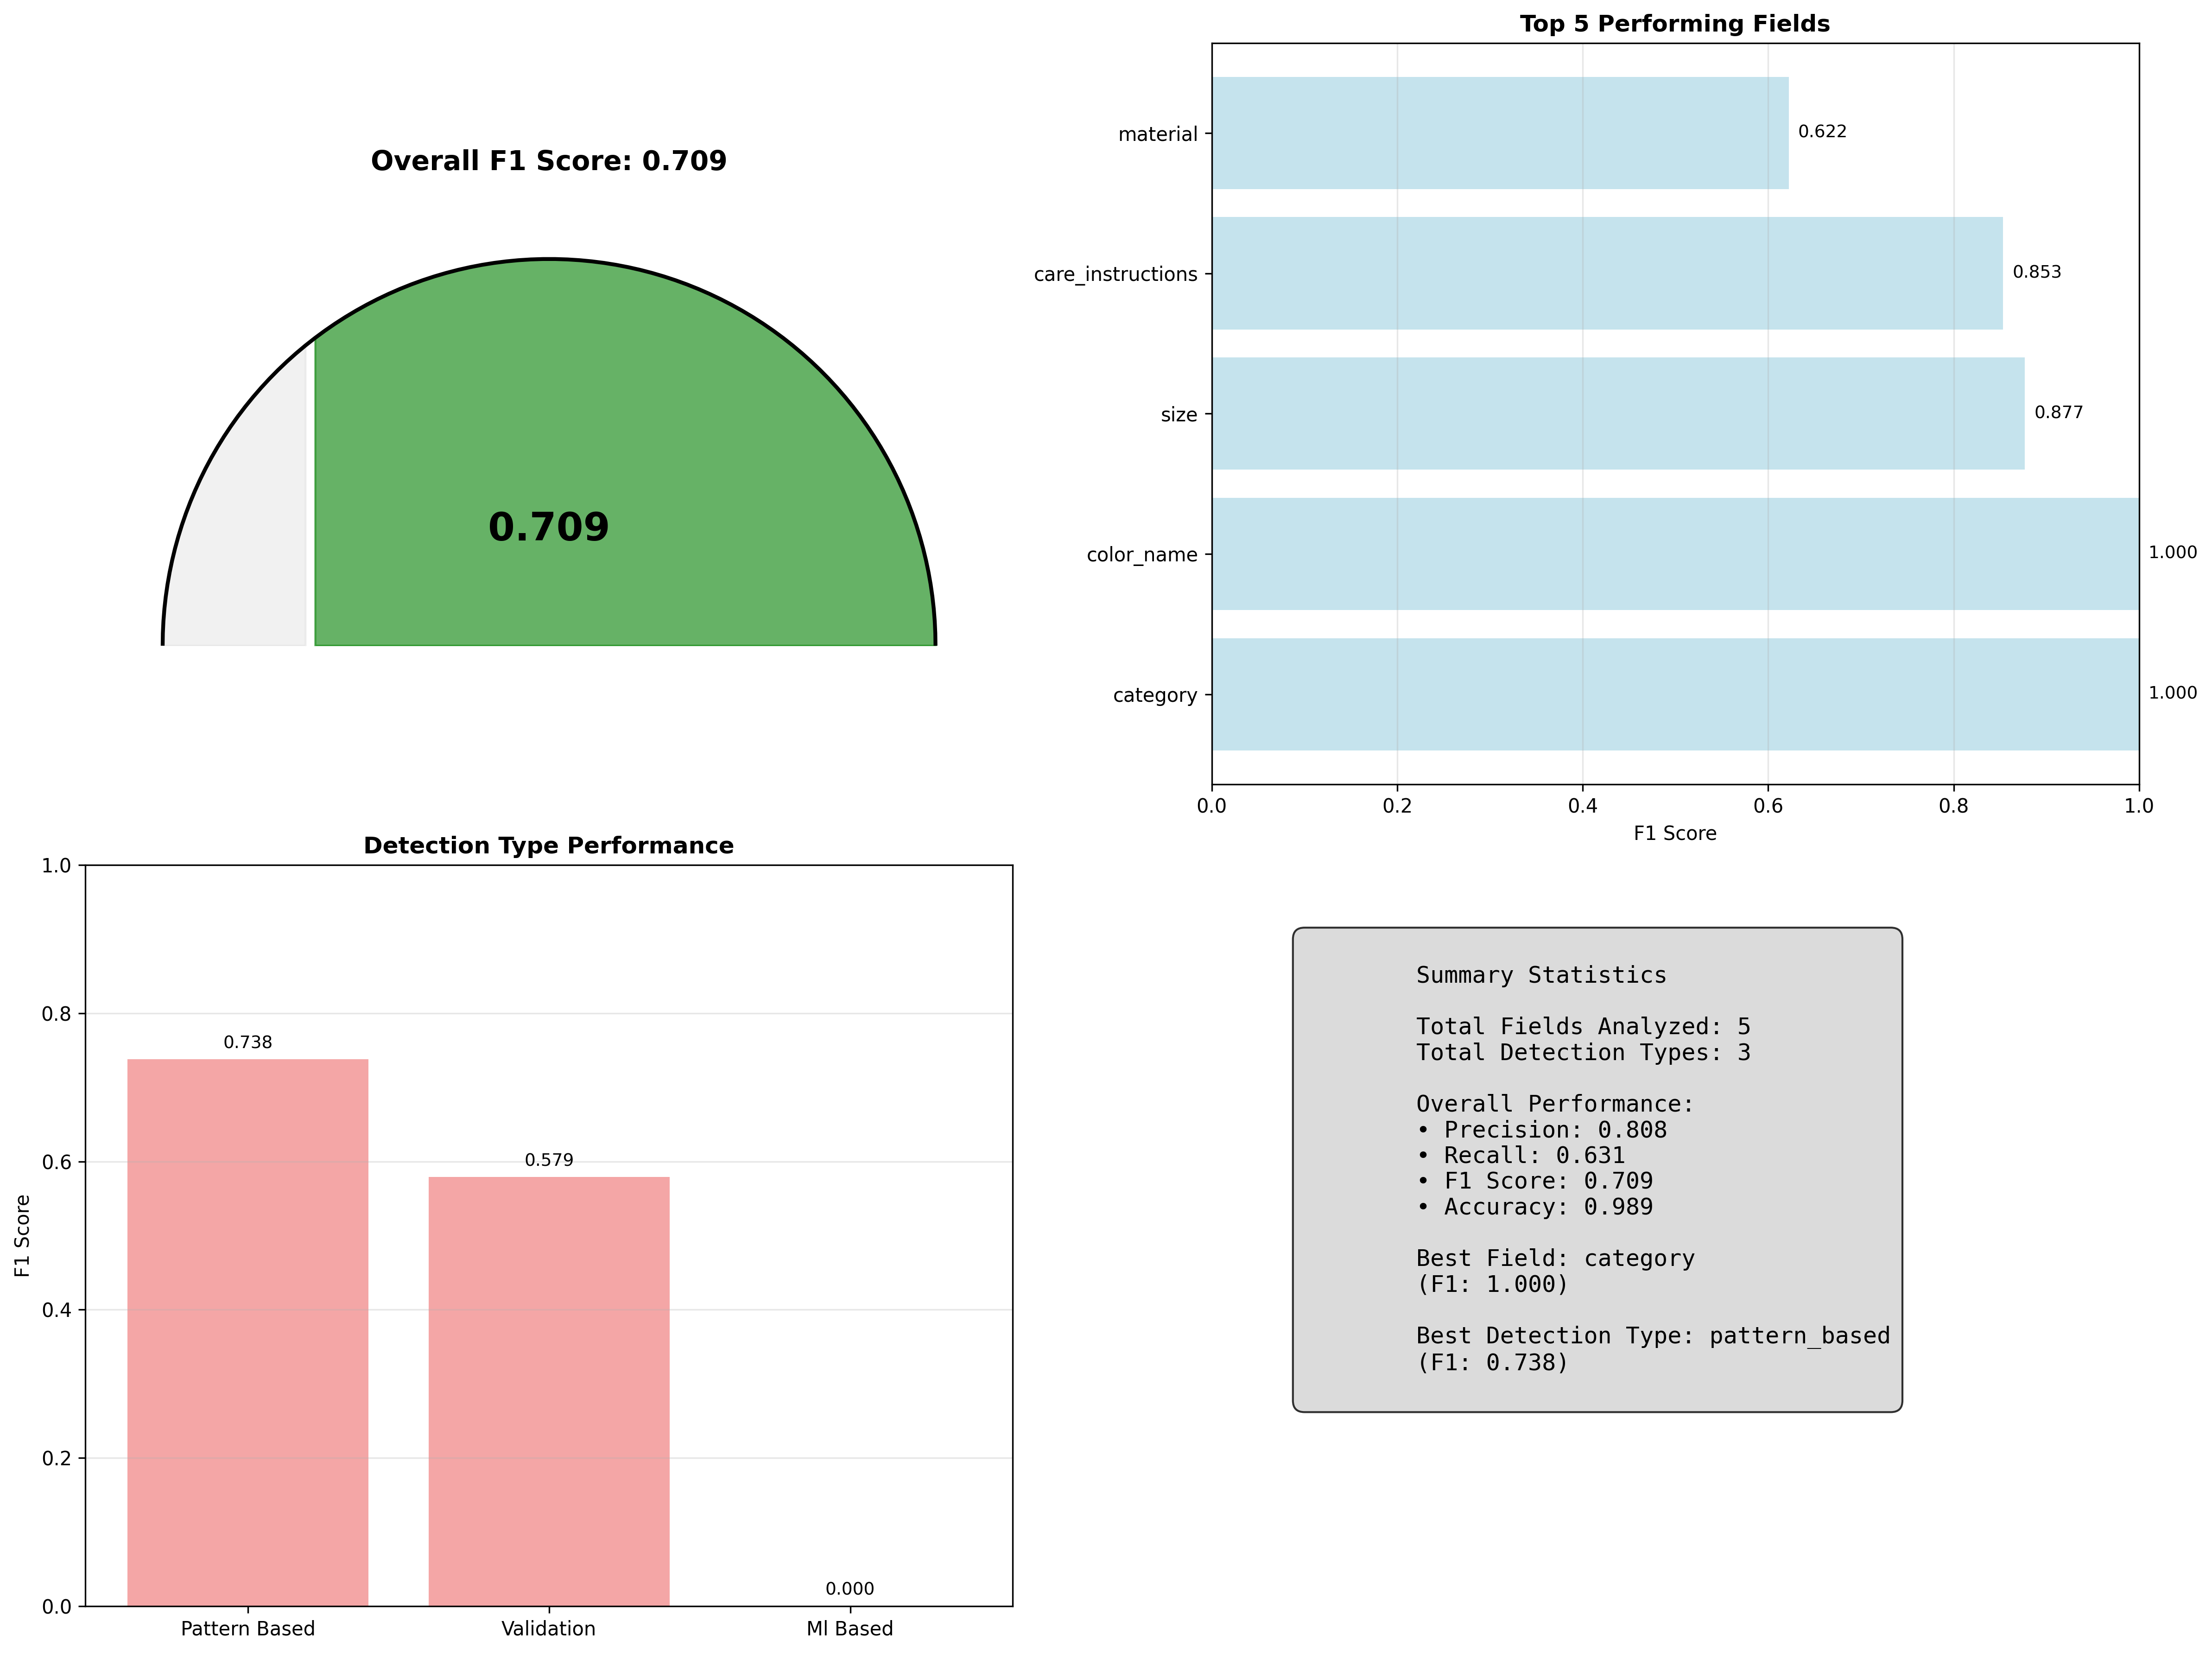 Overall F1 Score: 0.709
0.709
Top 5 Performing Fields
material
0.622
care_instructions
0.853
size
0.877
color_name
1.000
category
1.000
0.0 0.2 0.4 0.6 0.8 1.0
F1 Score
Detection Type Performance
F1 Score
1.0
0.8
0.6
0.4
0.2
0.0
0.738
0.579
0.000
Pattern Based Validation Ml Based
Summary Statistics
Total Fields Analyzed: 5
Total Detection Types: 3
Overall Performance:
• Precision: 0.808
• Recall: 0.631
• F1 Score: 0.709
• Accuracy: 0.989
Best Field: category
(F1: 1.000)
Best Detection Type: pattern_based
(F1: 0.738)